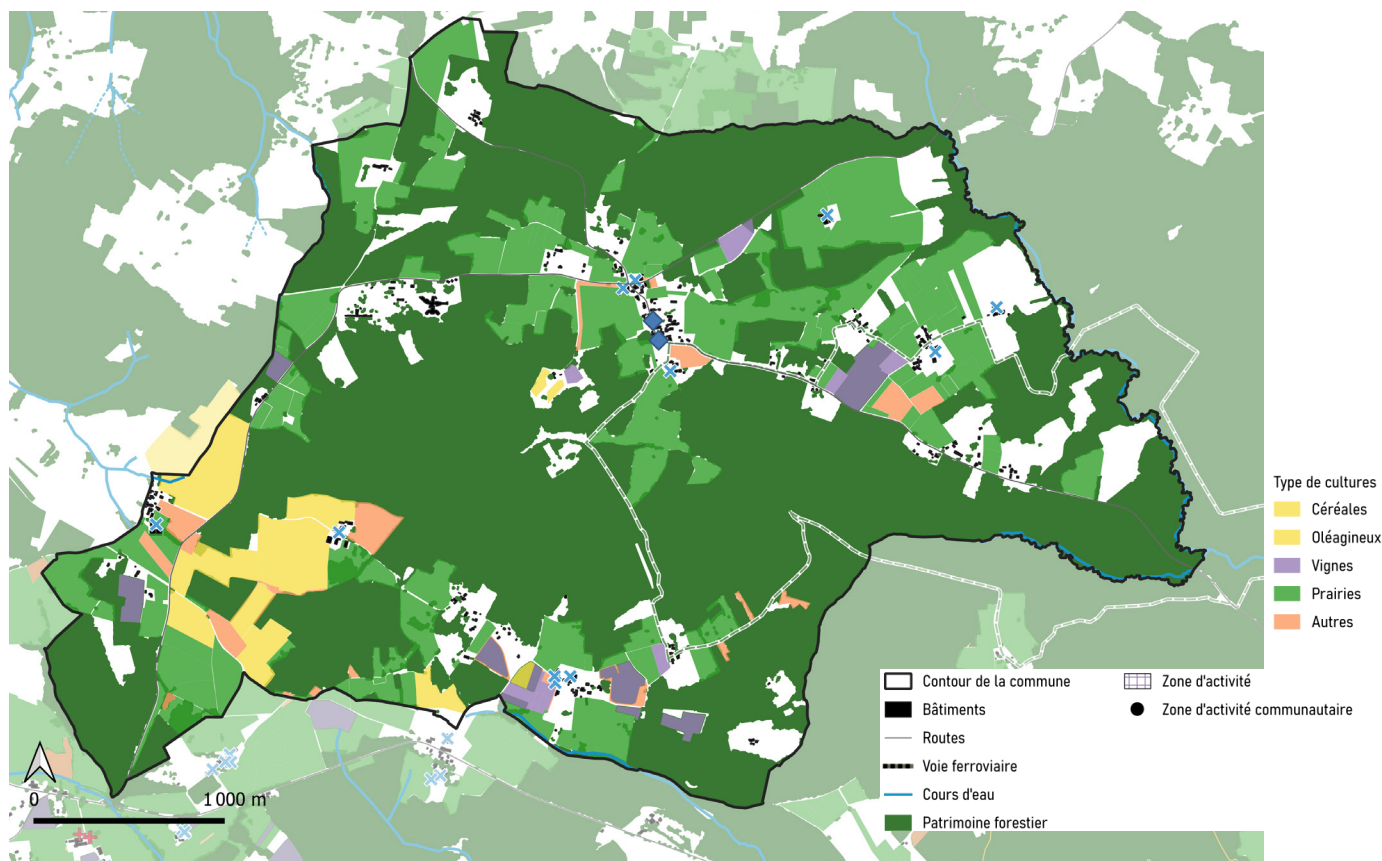 Type de cultures
Céréales
Oléagineux
Vignes
Prairies
Autres
Contour de la commune
Bâtiments
Routes
Voie ferroviaire
Cours d'eau
Patrimoine forestier
Zone d'activité
Zone d'activité communautaire
0 1 000 m